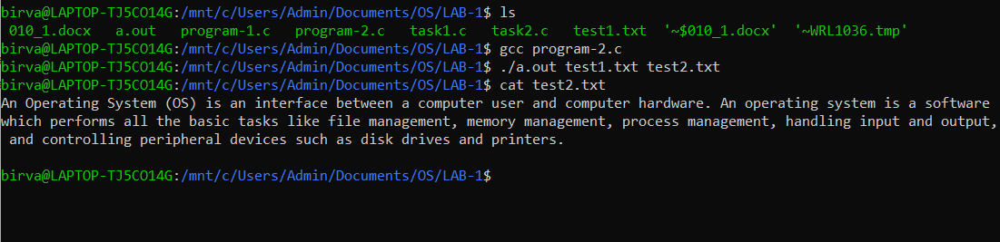 birva@LAPTOP-TJ5CO14G:/mnt/c/Users/Admin/Documents/OS/LAB-1$ ls
 010_1.docx   a.out   program-1.c   program-2.c   task1.c   task2.c   test1.txt  '~$010_1.docx'  '~WRL1036.tmp'
birva@LAPTOP-TJ5CO14G:/mnt/c/Users/Admin/Documents/OS/LAB-1$ gcc program-2.c
birva@LAPTOP-TJ5CO14G:/mnt/c/Users/Admin/Documents/OS/LAB-1$ ./a.out test1.txt test2.txt
birva@LAPTOP-TJ5CO14G:/mnt/c/Users/Admin/Documents/OS/LAB-1$ cat test2.txt
An Operating System (OS) is an interface between a computer user and computer hardware. An operating system is a software
which performs all the basic tasks like file management, memory management, process management, handling input and output,
 and controlling peripheral devices such as disk drives and printers.
birva@LAPTOP-TJ5CO14G:/mnt/c/Users/Admin/Documents/OS/LAB-1$